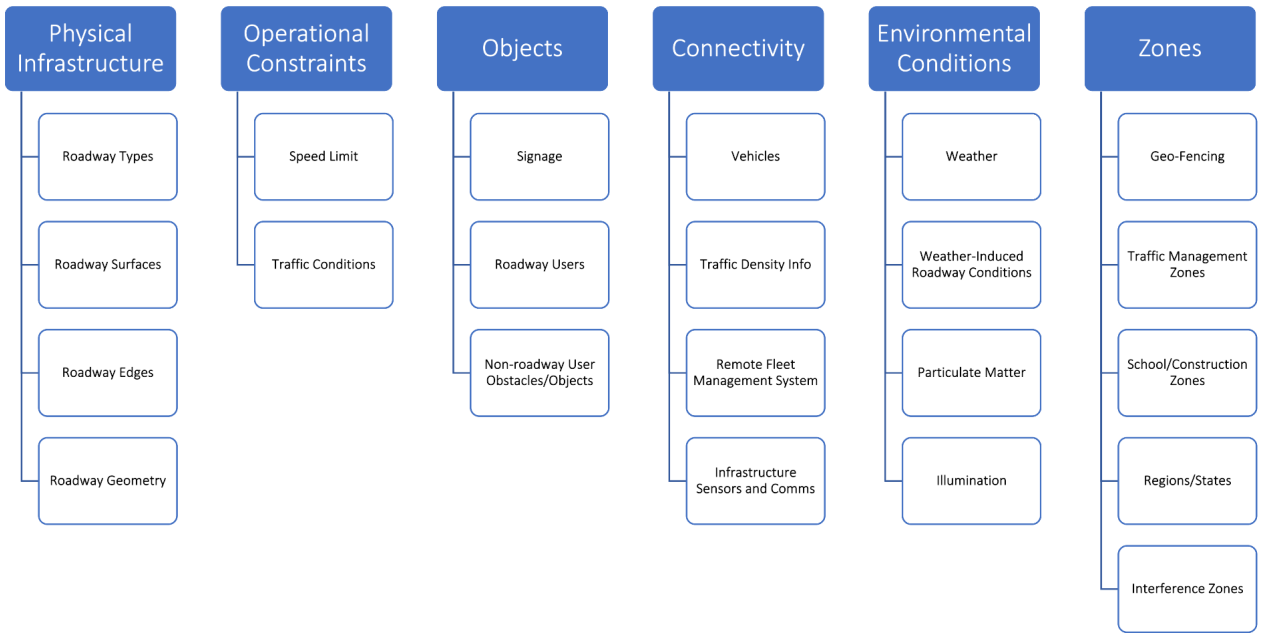 Physical
Infrastructure
Roadway Types
Roadway Surfaces
Roadway Edges
Roadway Geometry
Operational
Constraints
Speed Limit
Traffic Conditions
Objects
Signage
Roadway Users
Non-roadway User
Obstacles/Objects
Connectivity
Vehicles
Traffic Density Info
Remote Fleet
Management System
Infrastructure
Sensors and Comms
Environmental
Conditions
Weather
Weather-Induced
Roadway Conditions
Particulate Matter
Illumination
Zones
Geo-Fencing
Traffic Management
Zones
School/Construction
Zones
Regions/States
Interference Zones